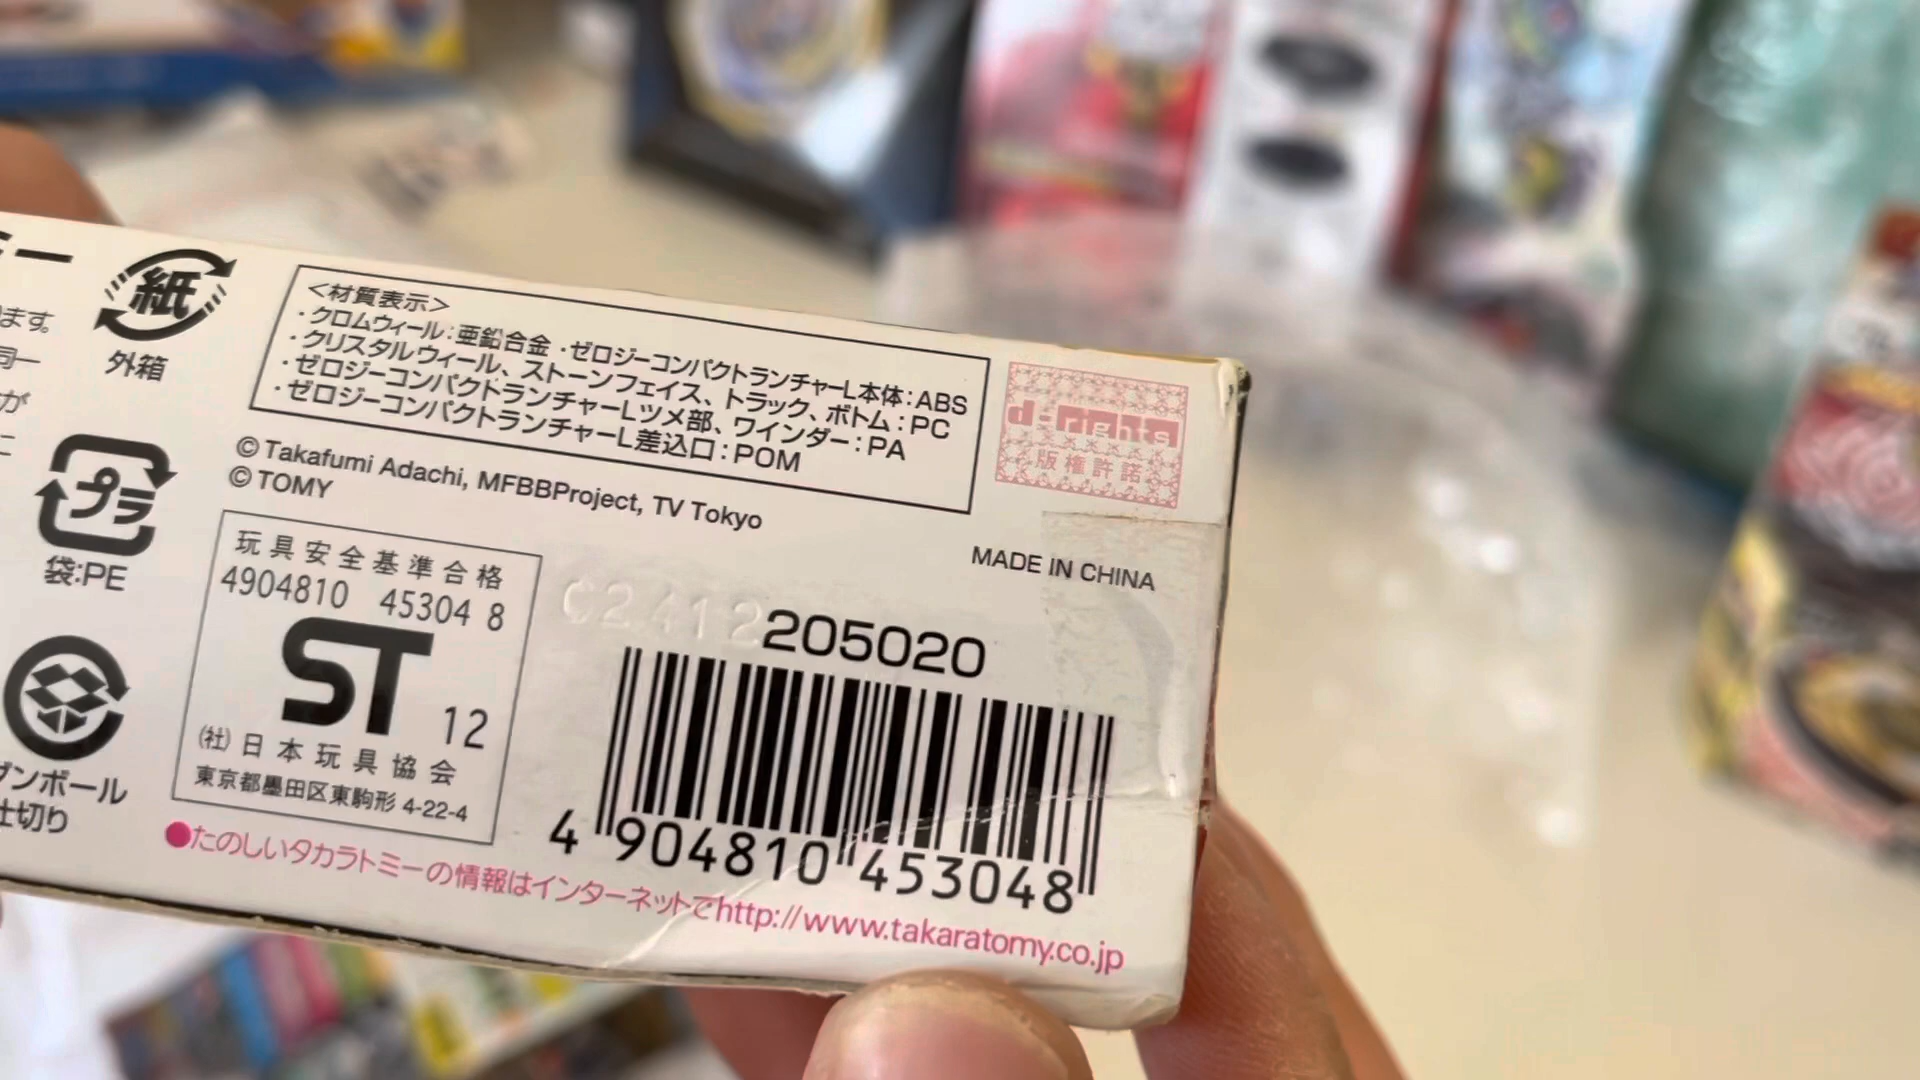 ミー
紙
外箱
ます。
同一
が
に
プラ
袋:PE
ダンボール
仕切り
<材質表示>
・クロムウィール:亜鉛合金 ・ゼロジーコンパクトランチャーL本体:ABS
・クリスタルウィール、ストーンフェイス、トラック、ボトム:PC
・ゼロジーコンパクトランチャーLツメ部、ワインダー:PA
・ゼロジーコンパクトランチャーL差込口:POM
d-rights
版権許諾
© Takafumi Adachi, MFBBProject, TV Tokyo
© TOMY
MADE IN CHINA
玩具安全基準合格
4904810 45304 8
ST 12
(社)日本玩具協会
東京都墨田区東駒形 4-22-4
C2412
205020
4 904810 453048
●たのしいタカラトミーの情報はインターネットでhttp://www.takaratomy.co.jp